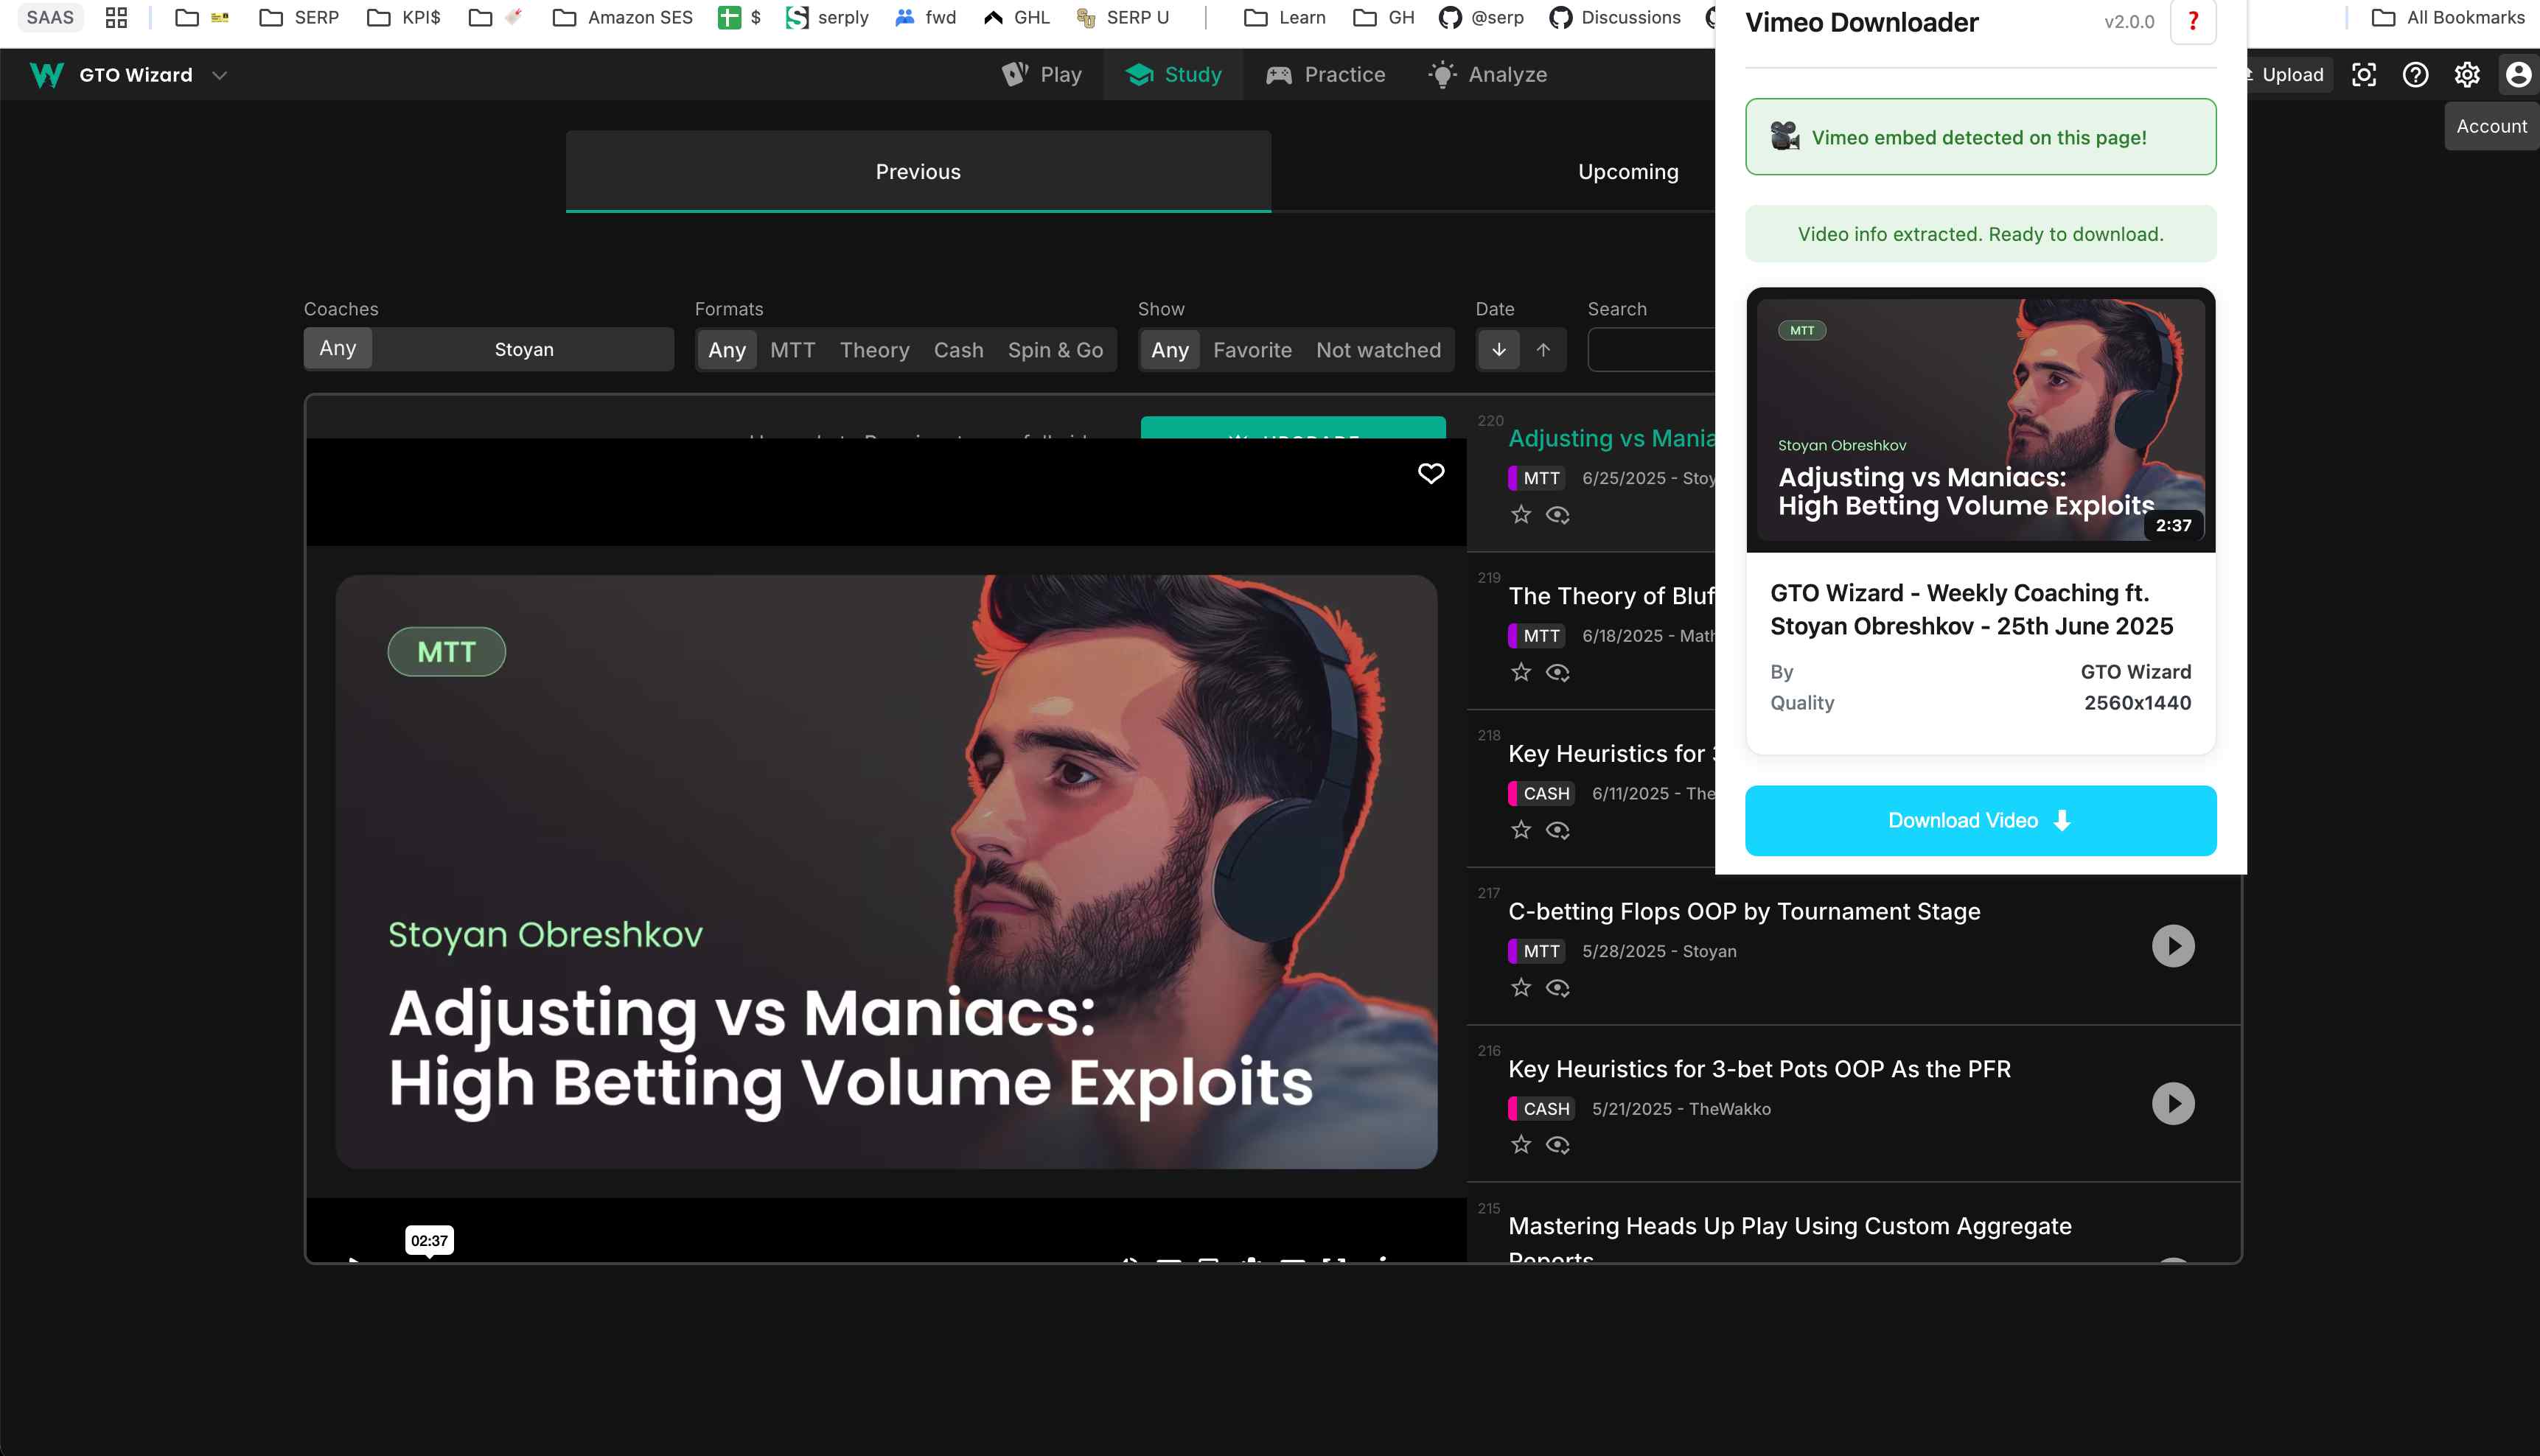 SAAS
SERP
KPI$
Amazon SES
$
serply
fwd
GHL
SERP U
Learn
GH
@serp
Discussions
All Bookmarks
GTO Wizard
Play
Study
Practice
Analyze
Upload
Account
Previous
Upcoming
Coaches
Any
Stoyan
Formats
Any MTT Theory Cash Spin & Go
Show
Any Favorite Not watched
Date
Search
MTT
Stoyan Obreshkov
Adjusting vs Maniacs:
High Betting Volume Exploits
02:37
220
Adjusting vs Mania
MTT 6/25/2025 - Stoy
219
The Theory of Bluf
MTT 6/18/2025 - Math
218
Key Heuristics for
CASH 6/11/2025 - The
217
C-betting Flops OOP by Tournament Stage
MTT 5/28/2025 - Stoyan
216
Key Heuristics for 3-bet Pots OOP As the PFR
CASH 5/21/2025 - TheWakko
215
Mastering Heads Up Play Using Custom Aggregate
Reports
Vimeo Downloader
v2.0.0
?
Vimeo embed detected on this page!
Video info extracted. Ready to download.
MTT
Stoyan Obreshkov
Adjusting vs Maniacs:
High Betting Volume Exploits
2:37
GTO Wizard - Weekly Coaching ft.
Stoyan Obreshkov - 25th June 2025
By GTO Wizard
Quality 2560x1440
Download Video